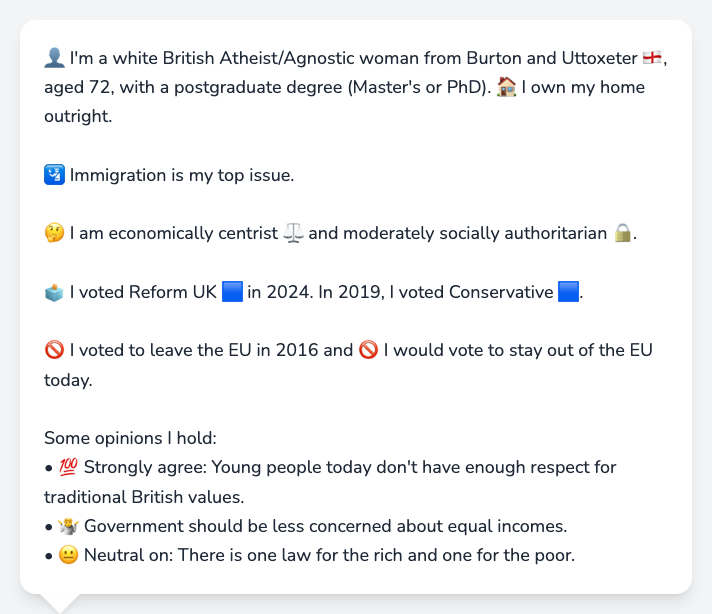 👤 I'm a white British Atheist/Agnostic woman from Burton and Uttoxeter 🏴󠁧󠁢󠁥󠁮󠁧󠁿,
aged 72, with a postgraduate degree (Master's or PhD). 🏠 I own my home
outright.
🛂 Immigration is my top issue.
🤔 I am economically centrist ⚖️ and moderately socially authoritarian 🔒.
🗳️ I voted Reform UK 🟦 in 2024. In 2019, I voted Conservative 🟦.
🚫 I voted to leave the EU in 2016 and 🚫 I would vote to stay out of the EU
today.
Some opinions I hold:
• 💯 Strongly agree: Young people today don't have enough respect for
traditional British values.
• 🤷 Government should be less concerned about equal incomes.
• 😐 Neutral on: There is one law for the rich and one for the poor.